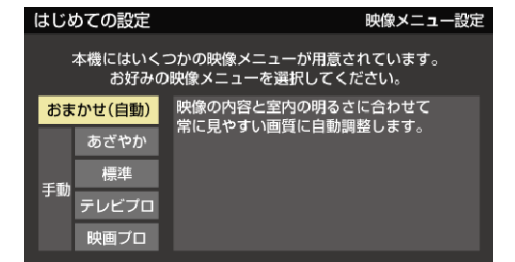 はじめての設定
映像メニュー設定
本機にはいくつかの映像メニューが用意されています。
お好みの映像メニューを選択してください。
おまかせ(自動)
映像の内容と室内の明るさに合わせて
常に見やすい画質に自動調整します。
手動
あざやか
標準
テレビプロ
映画プロ